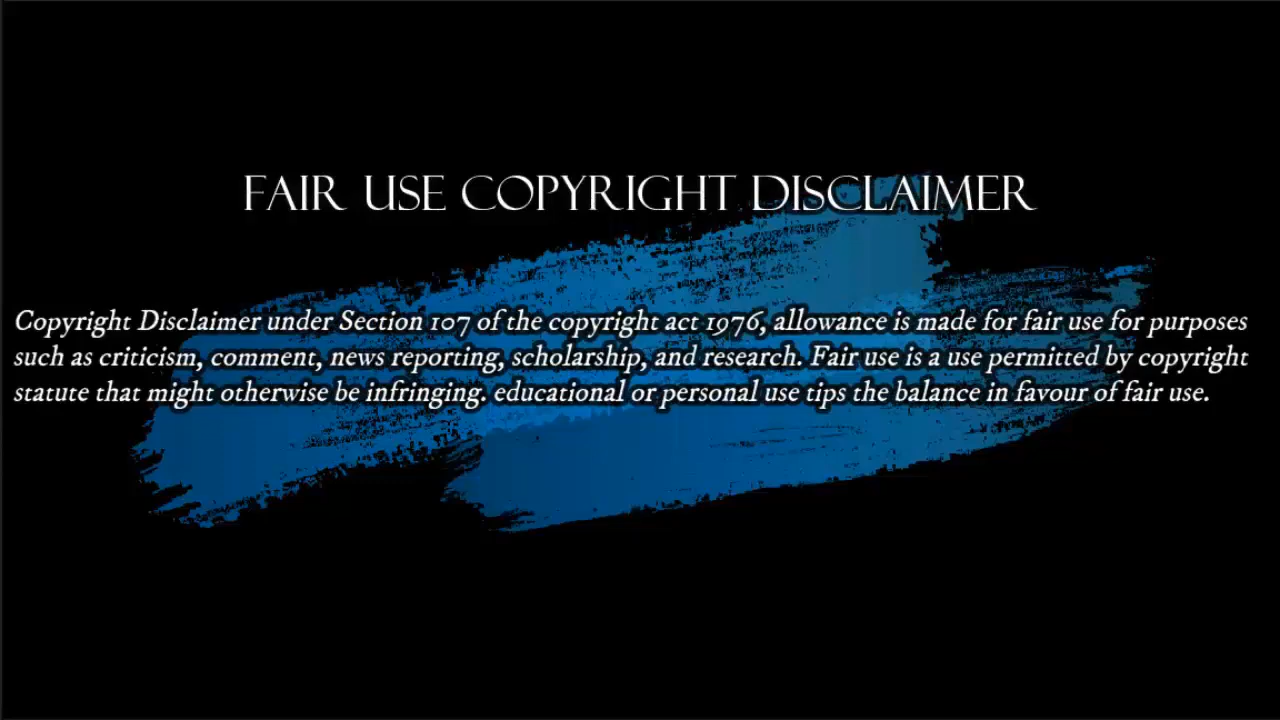 FAIR USE COPYRIGHT DISCLAIMER
Copyright Disclaimer under Section 107 of the copyright act 1976, allowance is made for fair use for purposes
such as criticism, comment, news reporting, scholarship, and research. Fair use is a use permitted by copyright
statute that might otherwise be infringing. educational or personal use tips the balance in favour of fair use.